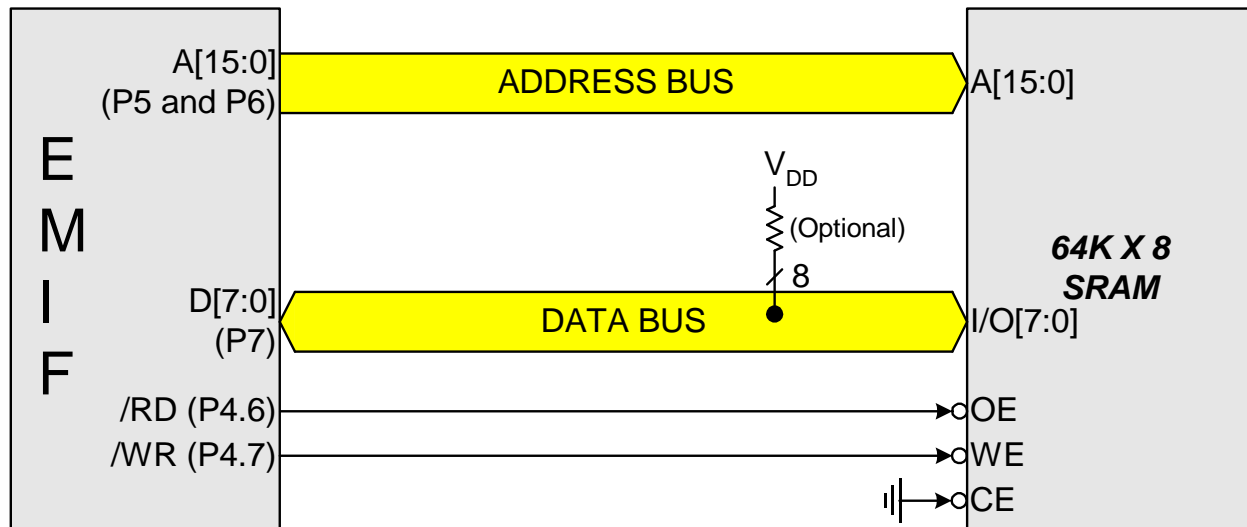 E
M
I
F
A[15:0]
(P5 and P6)
ADDRESS BUS
A[15:0]
VDD
(Optional)
8
64K X 8
SRAM
D[7:0]
(P7)
DATA BUS
I/O[7:0]
/RD (P4.6)
OE
/WR (P4.7)
WE
CE